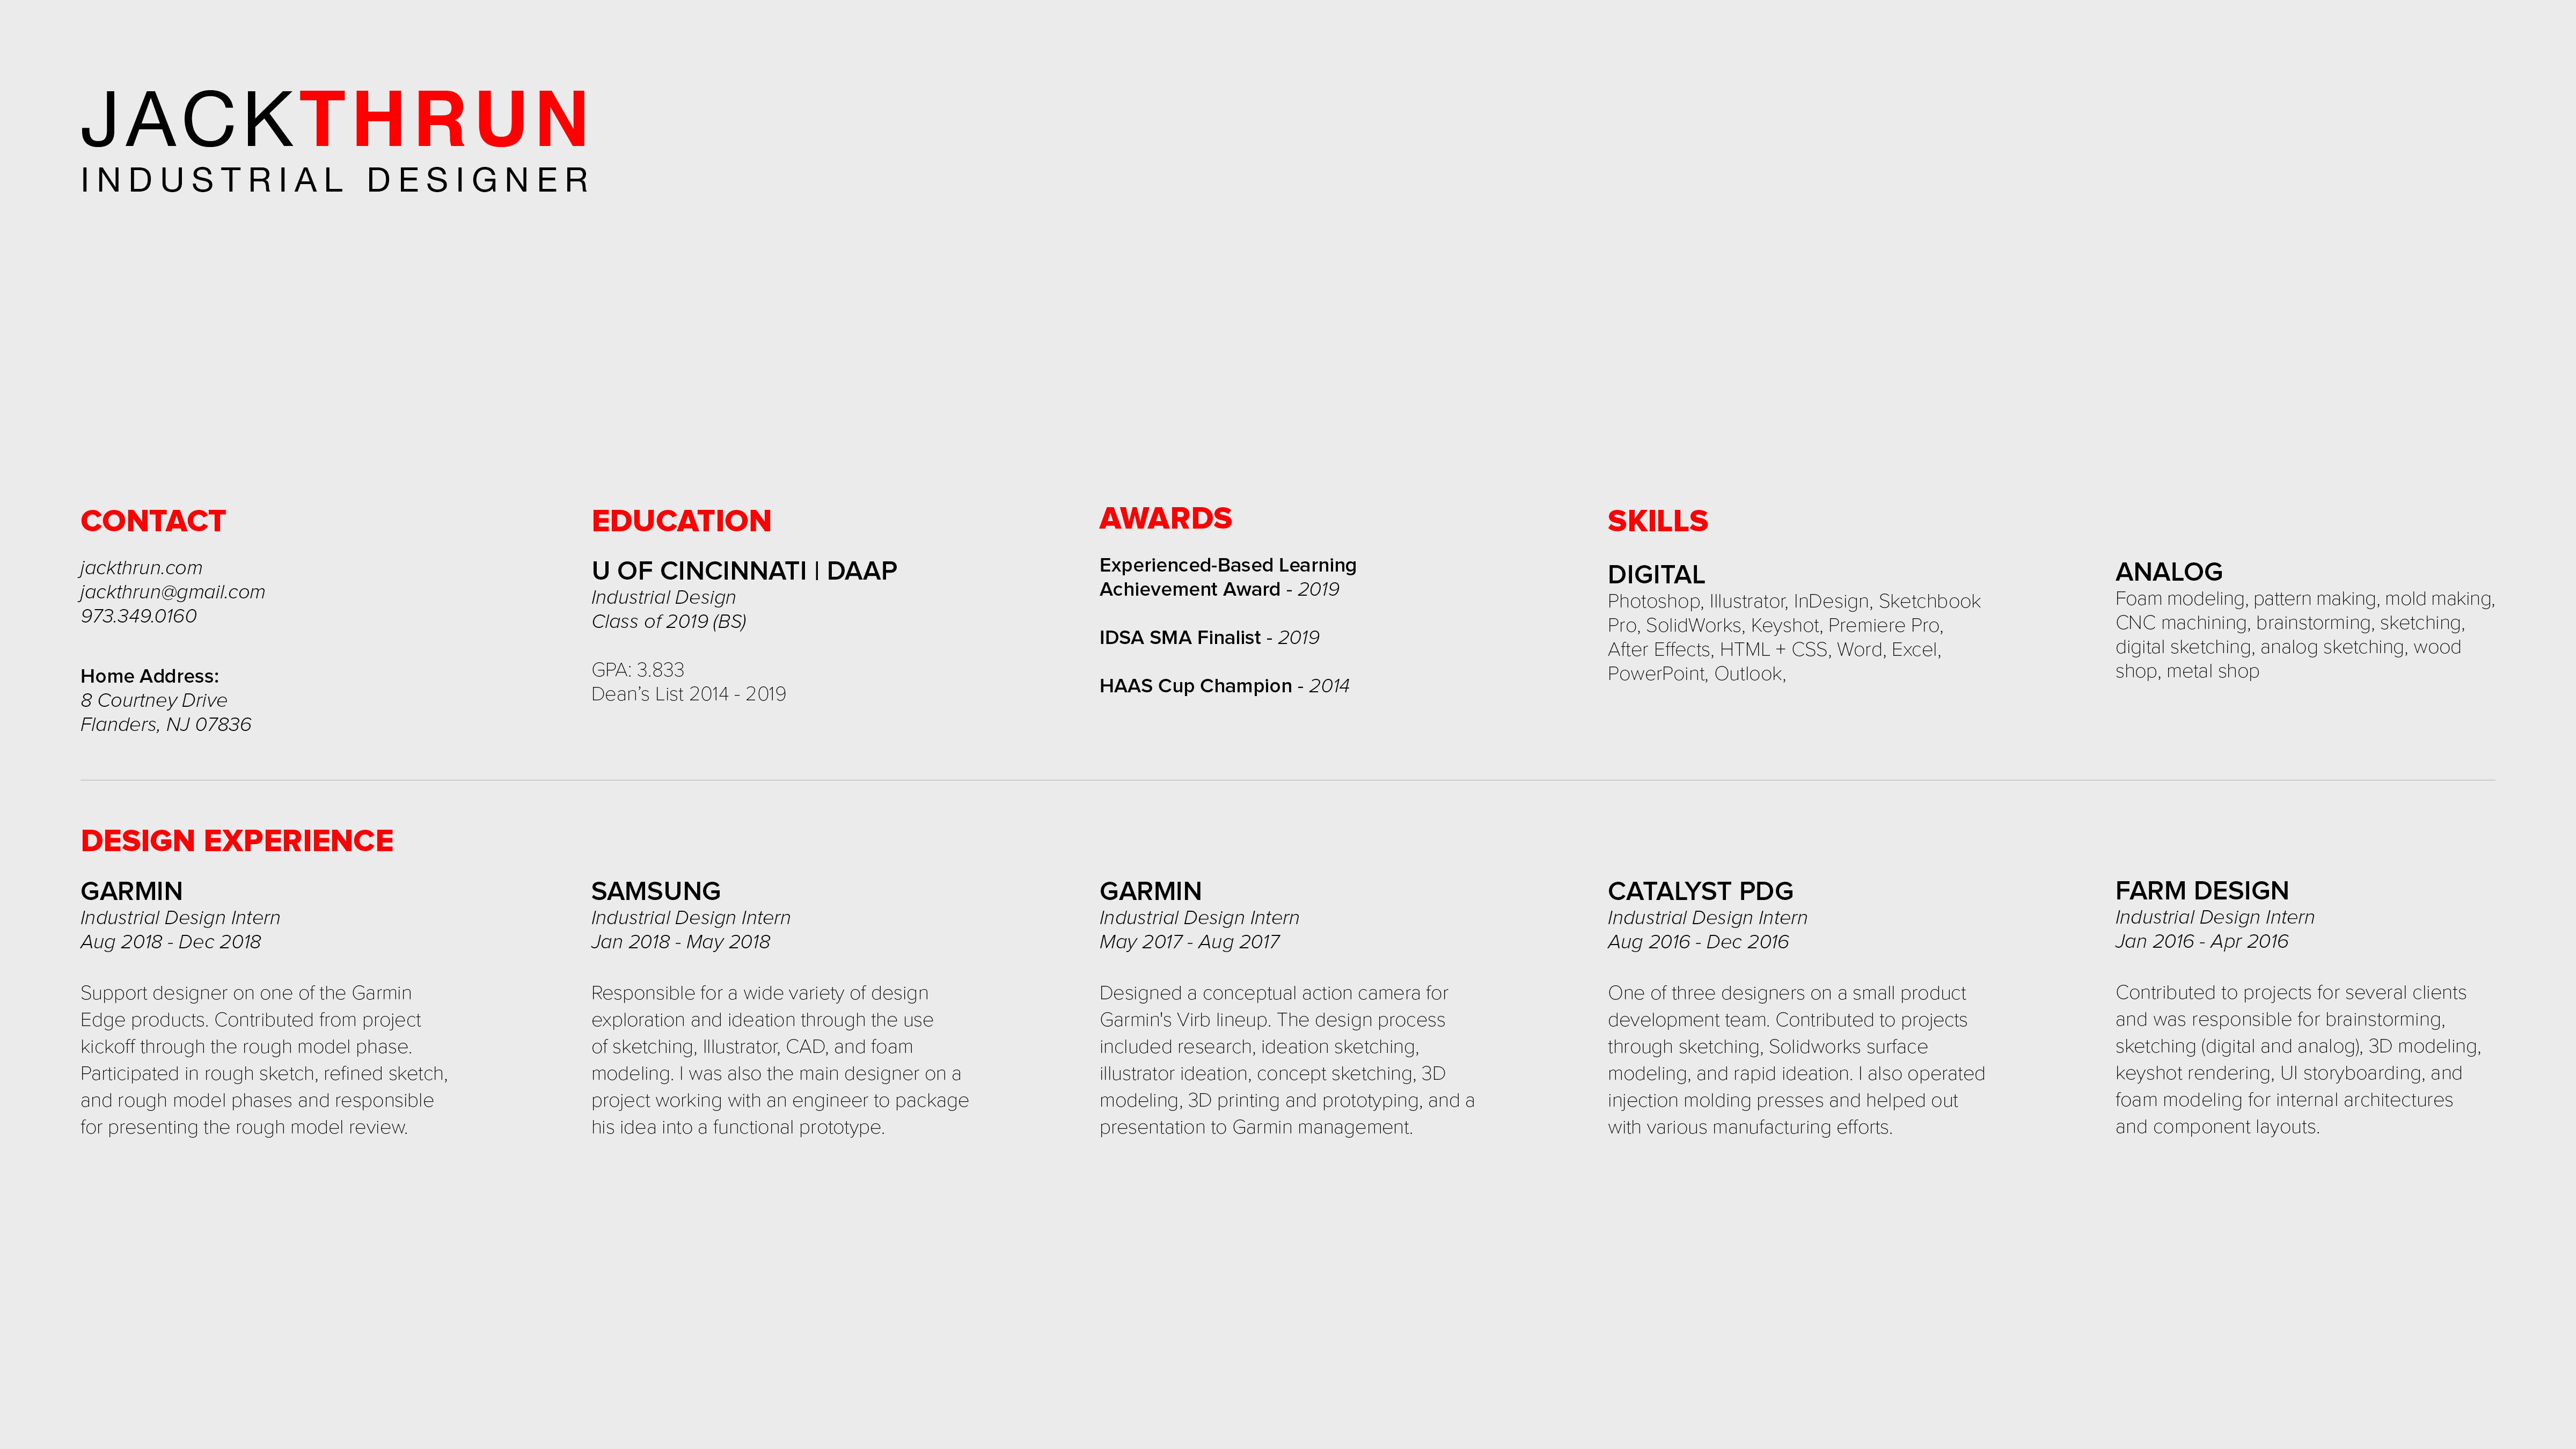 JACKTHRUN
INDUSTRIAL DESIGNER
CONTACT
jackthrun.com
jackthrun@gmail.com
973.349.0160
Home Address:
8 Courtney Drive
Flanders, NJ 07836
EDUCATION
U OF CINCINNATI | DAAP
Industrial Design
Class of 2019 (BS)
GPA: 3.833
Dean's List 2014 - 2019
AWARDS
Experienced-Based Learning
Achievement Award - 2019
IDSA SMA Finalist - 2019
HAAS Cup Champion - 2014
SKILLS
DIGITAL
Photoshop, Illustrator, InDesign, Sketchbook
Pro, SolidWorks, Keyshot, Premiere Pro,
After Effects, HTML + CSS, Word, Excel,
PowerPoint, Outlook,
ANALOG
Foam modeling, pattern making, mold making,
CNC machining, brainstorming, sketching,
digital sketching, analog sketching, wood
shop, metal shop
DESIGN EXPERIENCE
GARMIN
Industrial Design Intern
Aug 2018 - Dec 2018
Support designer on one of the Garmin
Edge products. Contributed from project
kickoff through the rough model phase.
Participated in rough sketch, refined sketch,
and rough model phases and responsible
for presenting the rough model review.
SAMSUNG
Industrial Design Intern
Jan 2018 - May 2018
Responsible for a wide variety of design
exploration and ideation through the use
of sketching, Illustrator, CAD, and foam
modeling. I was also the main designer on a
project working with an engineer to package
his idea into a functional prototype.
GARMIN
Industrial Design Intern
May 2017 - Aug 2017
Designed a conceptual action camera for
Garmin's Virb lineup. The design process
included research, ideation sketching,
illustrator ideation, concept sketching, 3D
modeling, 3D printing and prototyping, and a
presentation to Garmin management.
CATALYST PDG
Industrial Design Intern
Aug 2016 - Dec 2016
One of three designers on a small product
development team. Contributed to projects
through sketching, Solidworks surface
modeling, and rapid ideation. I also operated
injection molding presses and helped out
with various manufacturing efforts.
FARM DESIGN
Industrial Design Intern
Jan 2016 - Apr 2016
Contributed to projects for several clients
and was responsible for brainstorming,
sketching (digital and analog), 3D modeling,
keyshot rendering, UI storyboarding, and
foam modeling for internal architectures
and component layouts.